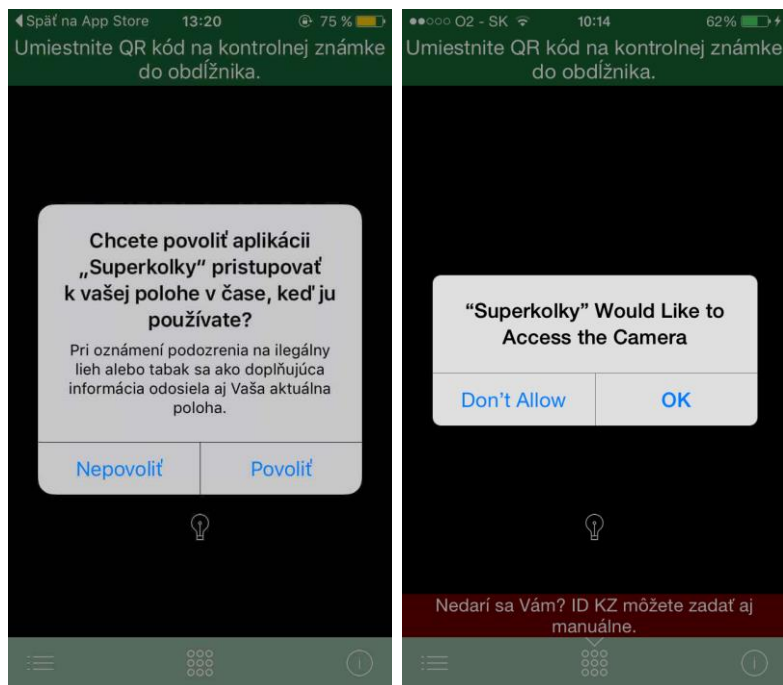 Späť na App Store 13:20 75 %
Umiestnite QR kód na kontrolnej známke
do obdĺžnika.
Chcete povoliť aplikácii
„Superkolky“ pristupovať
k vašej polohe v čase, keď ju
používate?
Pri oznámení podozrenia na ilegálny
lieh alebo tabak sa ako doplňujúca
informácia odosiela aj Vaša aktuálna
poloha.
Nepovoliť Povoliť
O2 - SK 10:14 62%
Umiestnite QR kód na kontrolnej známke
do obdĺžnika.
“Superkolky” Would Like to
Access the Camera
Don’t Allow OK
Nedarí sa Vám? ID KZ môžete zadať aj
manuálne.